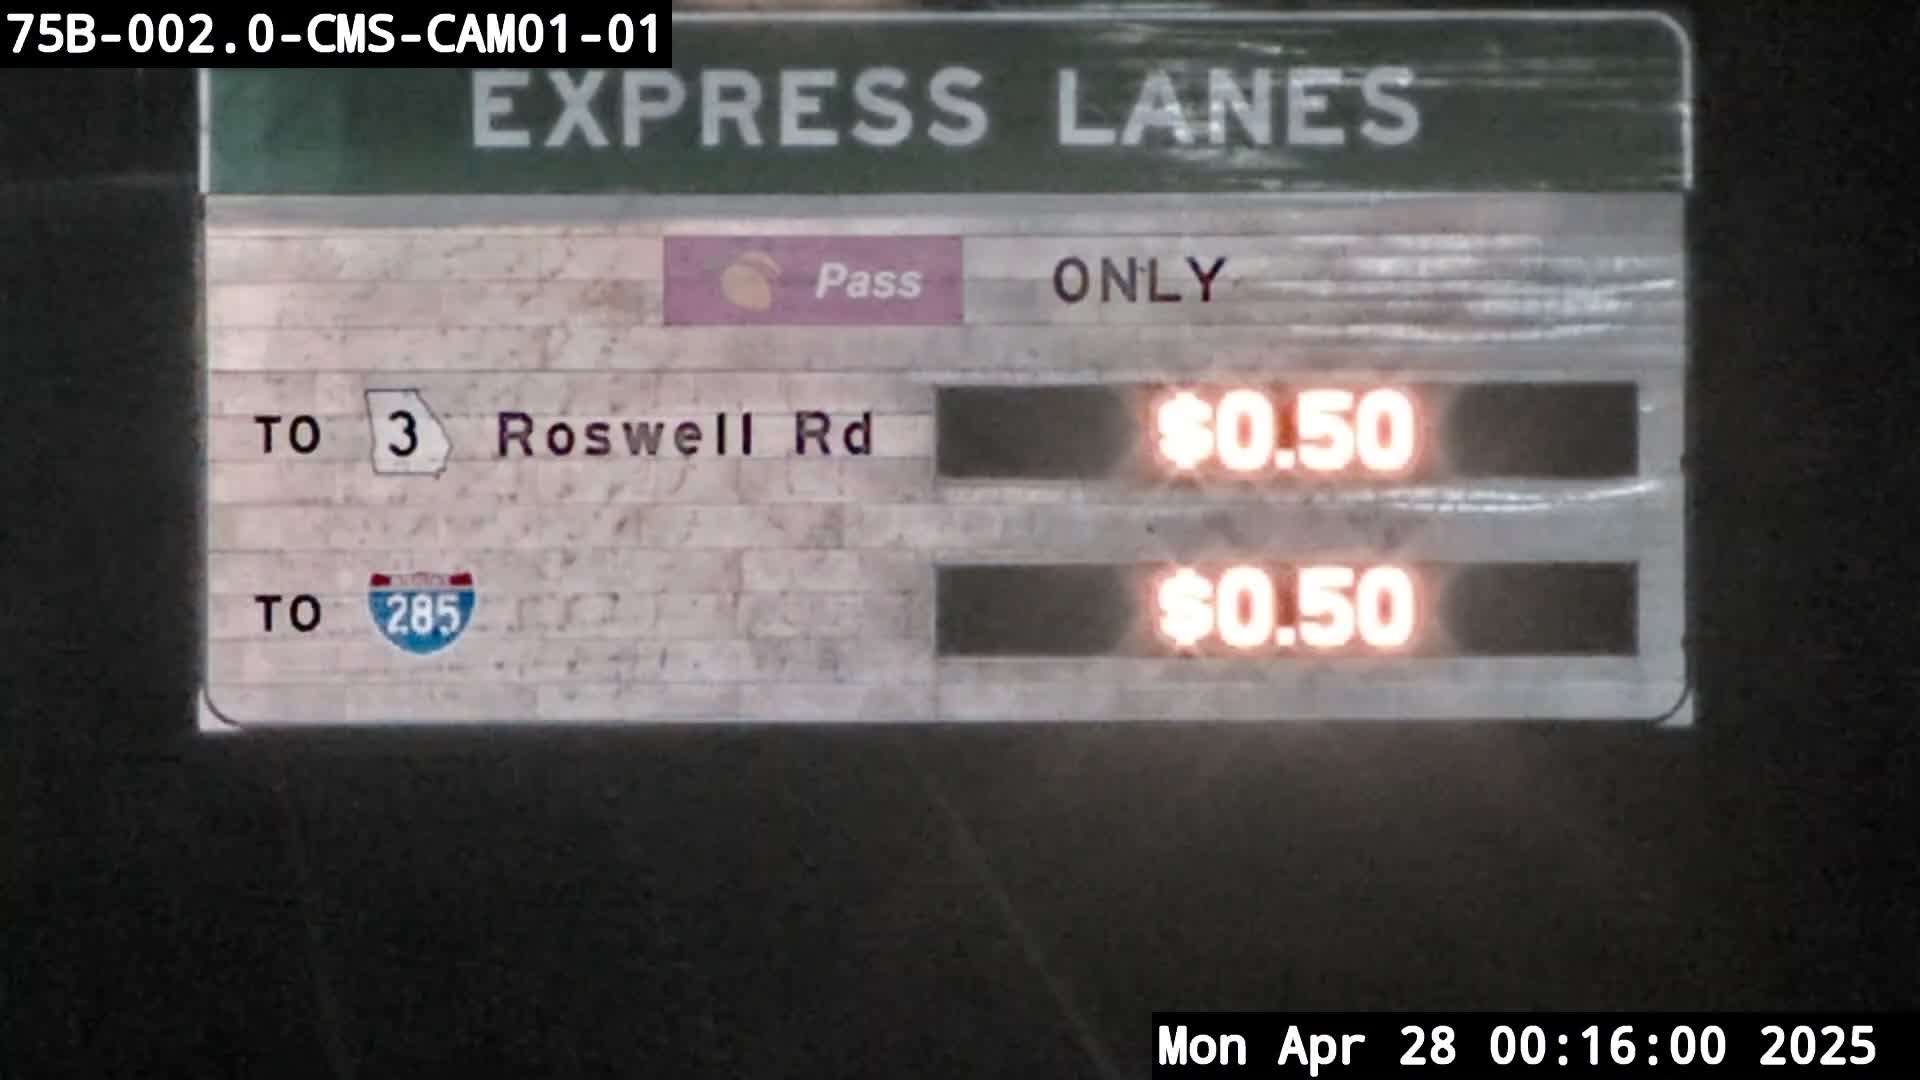 75B-002.0-CMS-CAM01-01
EXPRESS LANES
Pass ONLY
TO 3 Roswell Rd $0.50
TO 285 $0.50
Mon Apr 28 00:16:00 2025